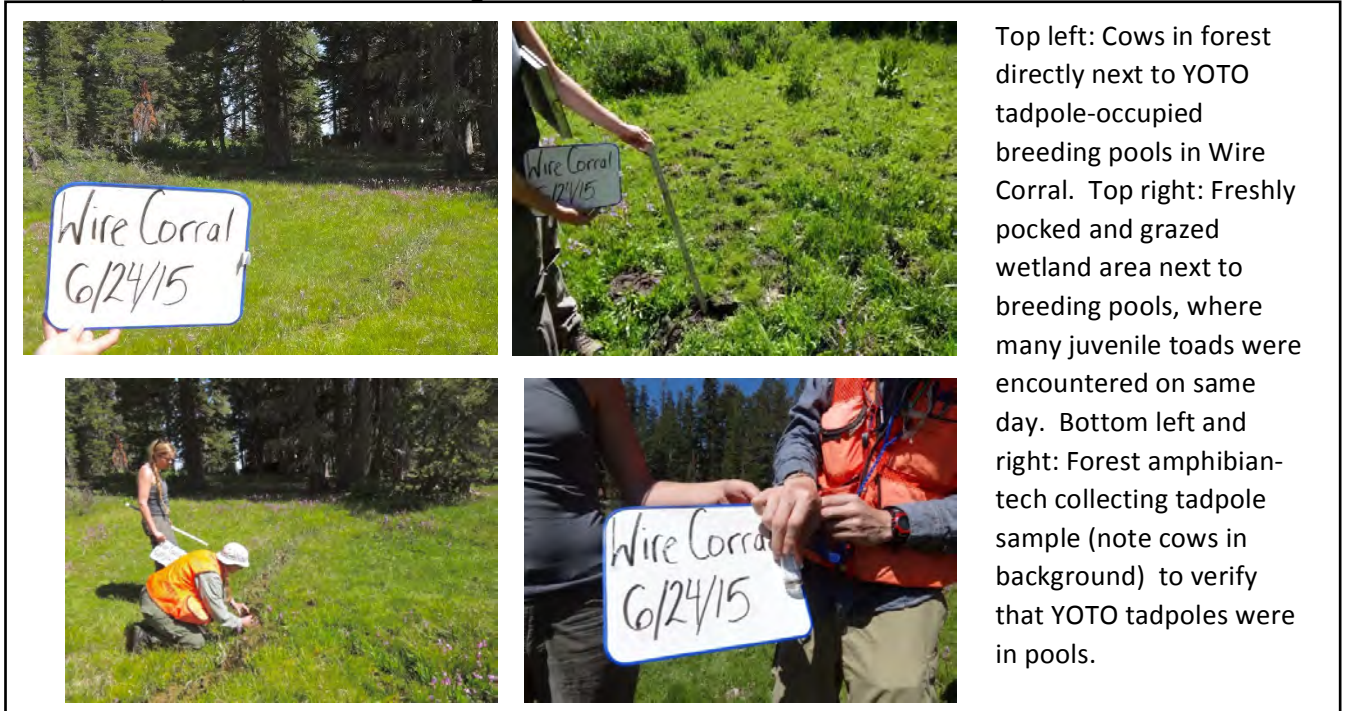 Wire Corral
6/24/15
Wire Corral
6/24/15
Wire Corra
6/24/15
Top left: Cows in forest
directly next to YOTO
tadpole-occupied
breeding pools in Wire
Corral. Top right: Freshly
pocked and grazed
wetland area next to
breeding pools, where
many juvenile toads were
encountered on same
day. Bottom left and
right: Forest amphibian-
tech collecting tadpole
sample (note cows in
background) to verify
that YOTO tadpoles were
in pools.